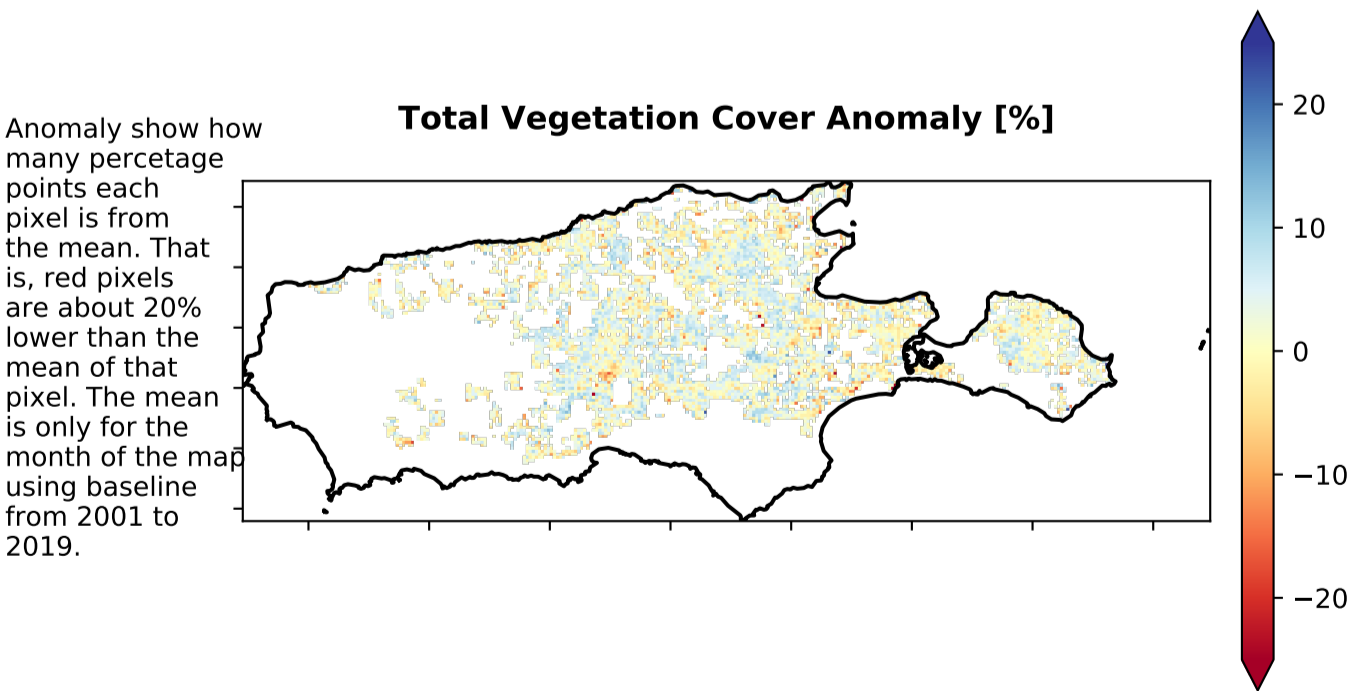 Total Vegetation Cover Anomaly [%]
Anomaly show how
many percetage
points each
pixel is from
the mean. That
is, red pixels
are about 20%
lower than the
mean of that
pixel. The mean
is only for the
month of the map
using baseline
from 2001 to
2019.
20
10
0
−10
−20